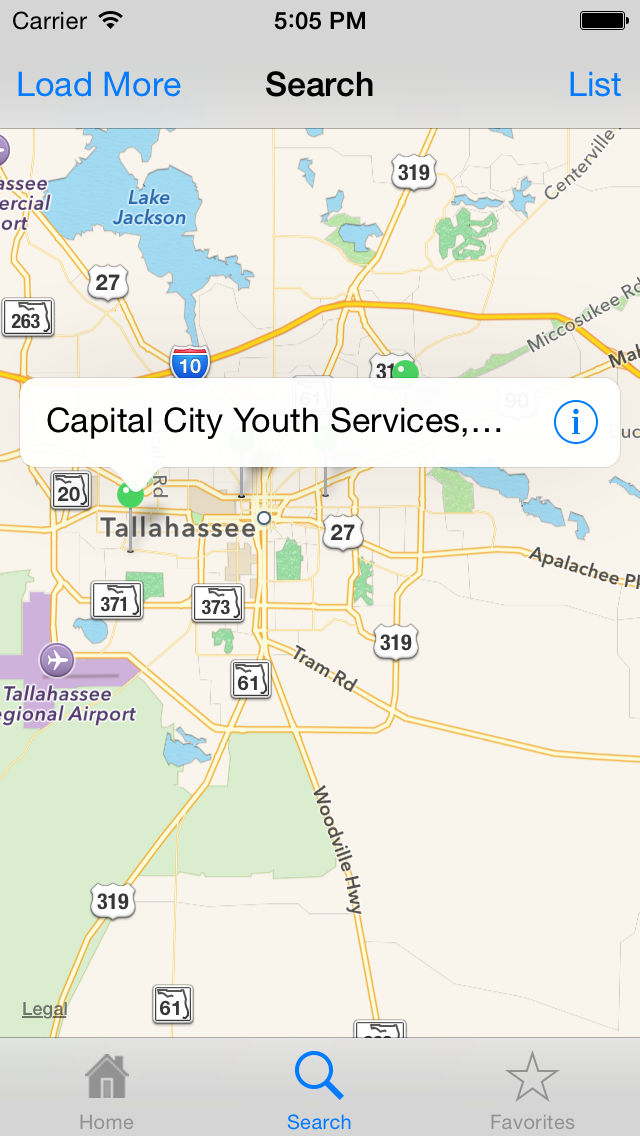 Carrier 5:05 PM
Load More Search List
319
Centerville
assee
ercial
ort
Lake
Jackson
27
263
Miccosukee Rd
10
31
Mah
61
90
Capital City Youth Services,...
i
Rd
20
Tallahassee
27
Apalachee P
371
373
319
61
Tram Rd
Tallahassee
egional Airport
Woodville Hwy
319
Legal
61
Home Search Favorites